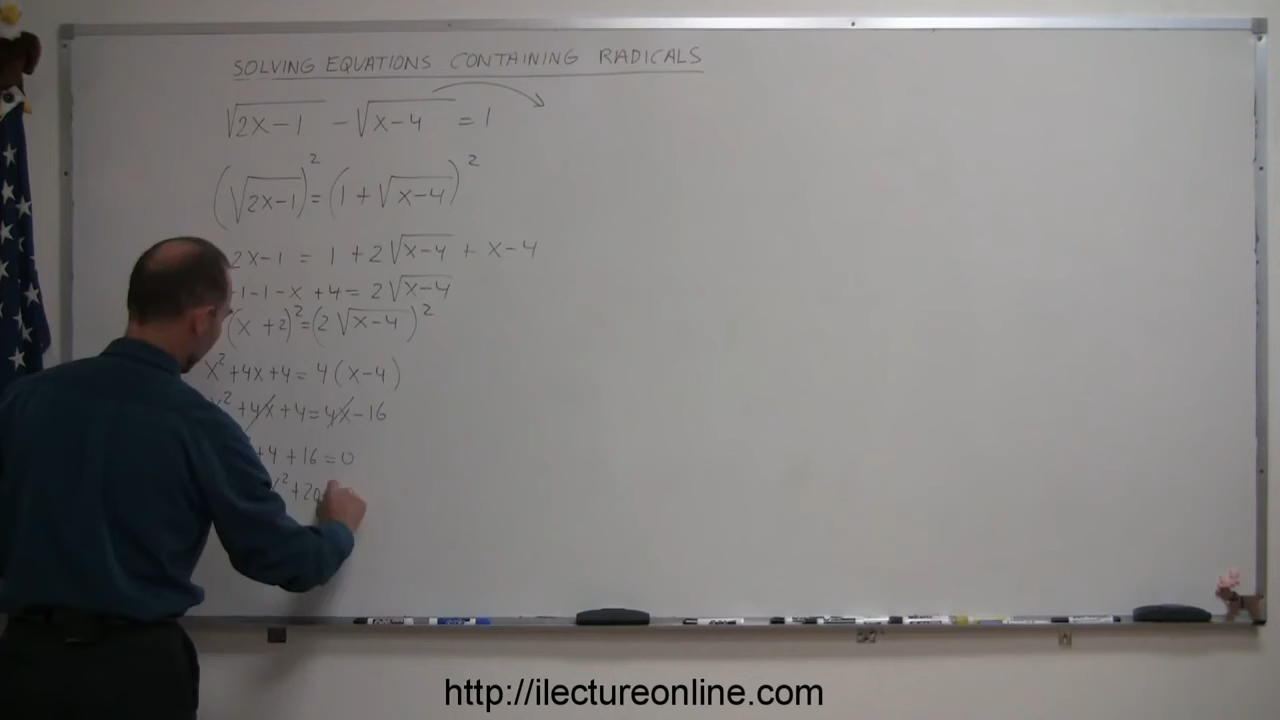 SOLVING EQUATIONS CONTAINING RADICALS
√2x-1 - √x-4 = 1
(√2x-1)² = (1 + √x-4)²
2x-1 = 1 + 2√x-4 + x-4
-1-1-x +4 = 2√x-4
(x +2)² = (2√x-4)²
x² +4x+4 = 4(x-4)
x² +4x+4 = 4x-16
+4 +16 = 0
x² +20
http://ilectureonline.com